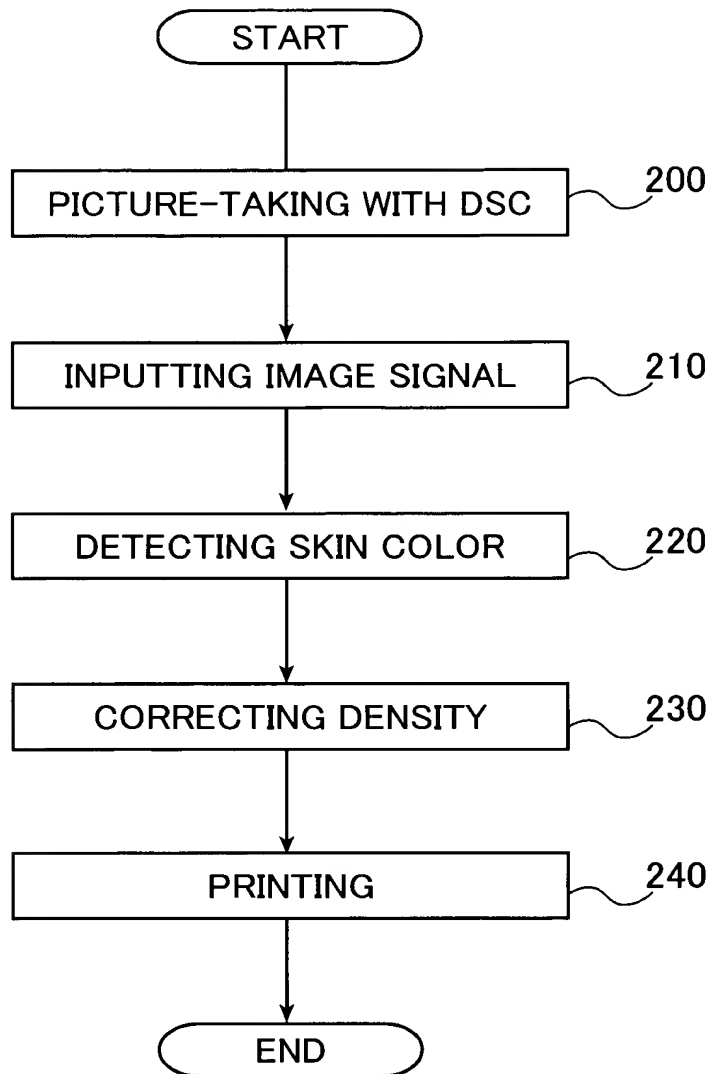 START
PICTURE-TAKING WITH DSC
200
INPUTTING IMAGE SIGNAL
210
DETECTING SKIN COLOR
220
CORRECTING DENSITY
230
PRINTING
240
END